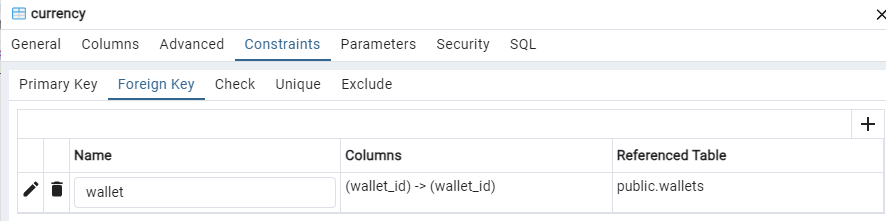 currency
General Columns Advanced Constraints Parameters Security SQL
Primary Key Foreign Key Check Unique Exclude
Name Columns Referenced Table
wallet (wallet_id) -> (wallet_id) public.wallets